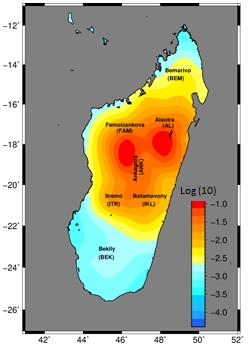 −12°
−14°
−16°
−18°
−20°
−22°
−24°
−26°
Bemarivo
(BEM)
Famoizankova
(FAM)
Alaotra
(AL)
Ankagora
(ANK)
Itremo
(ITR)
Ikalamavony
(IKL)
Bekily
(BEK)
Log (10)
−1.0
−1.5
−2.0
−2.5
−3.0
−3.5
−4.0
42°
44°
46°
48°
50°
52°